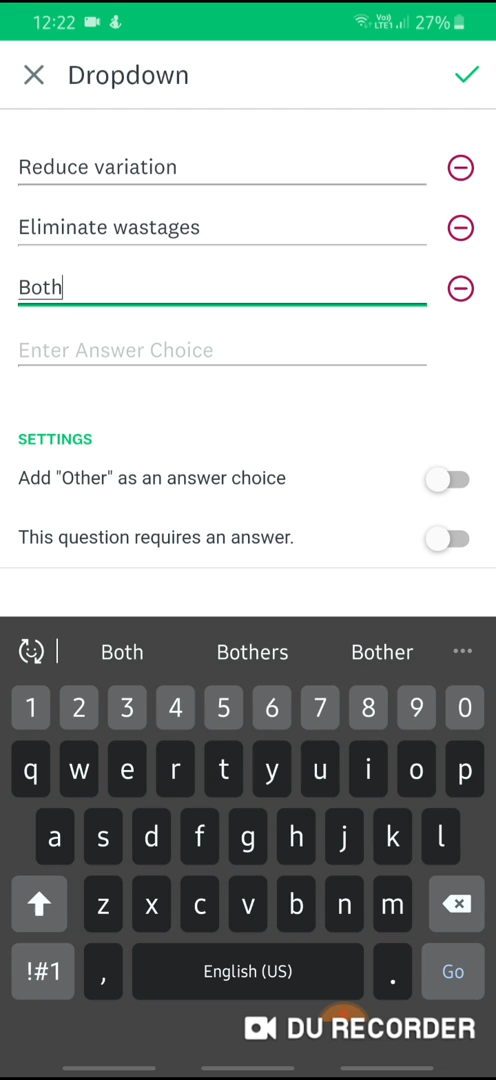 12:22 Vo) LTE1 27%
Dropdown
Reduce variation
Eliminate wastages
Both
Enter Answer Choice
SETTINGS
Add "Other" as an answer choice
This question requires an answer.
Both Bothers Bother
1 2 3 4 5 6 7 8 9 0
q w e r t y u i o p
a s d f g h j k l
z x c v b n m
!#1 , English (US) . Go
DU RECORDER